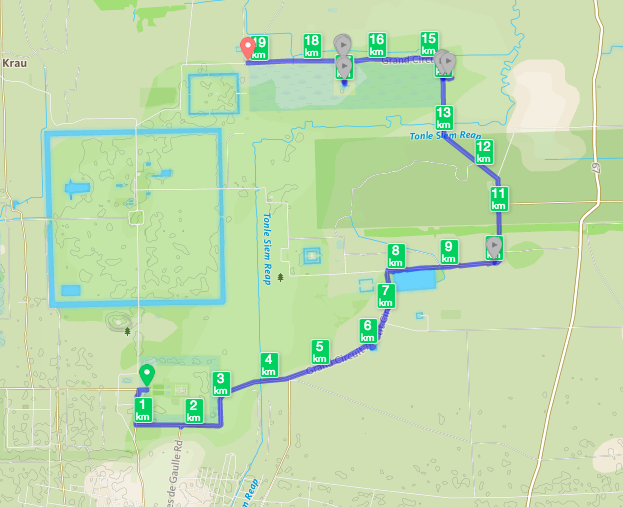 19
km
18
km
16
km
15
km
Grand Circ
Krau
13
km
Tonle Siem Reap
12
km
67
11
km
Tonle Siem Reap
8
km
9
km
km
7
km
6
km
5
km
Grand Circuit
4
km
3
km
1
km
2
km
es de Gaulle Rd
m Reap